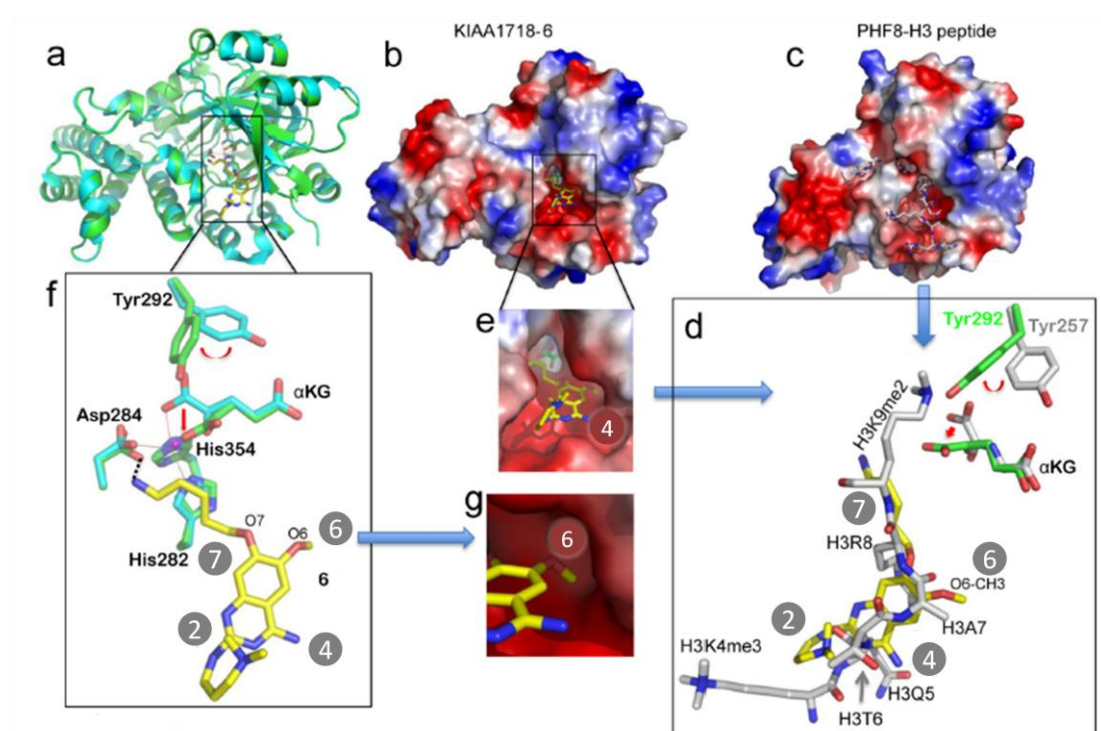 a
b
KIAA1718-6
c
PHF8-H3 peptide
f
Tyr292
αKG
Asp284
His354
His282
7
O7
O6
6
6
2
4
e
4
g
6
d
Tyr292
Tyr257
H3K9me2
αKG
7
H3R8
6
O6-CH3
H3A7
2
4
H3K4me3
H3Q5
H3T6